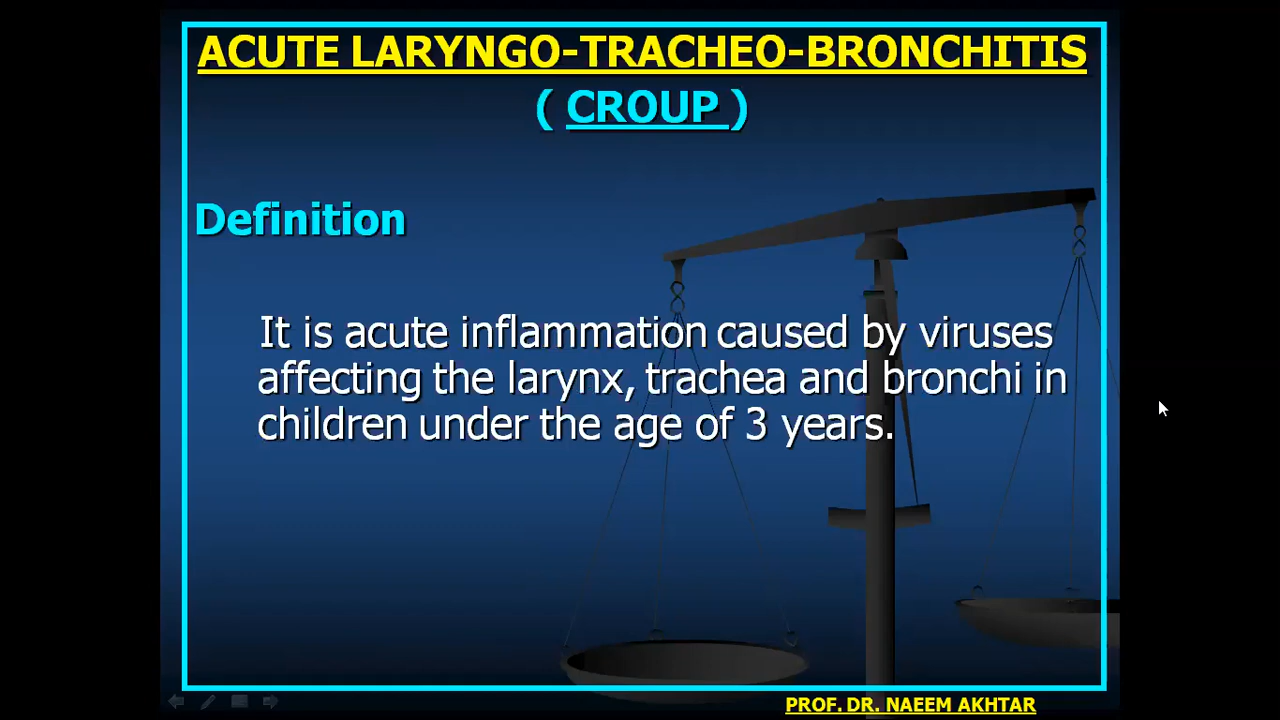 ACUTE LARYNGO-TRACHEO-BRONCHITIS
( CROUP )
Definition
It is acute inflammation caused by viruses
affecting the larynx, trachea and bronchi in
children under the age of 3 years.
PROF. DR. NAEEM AKHTAR